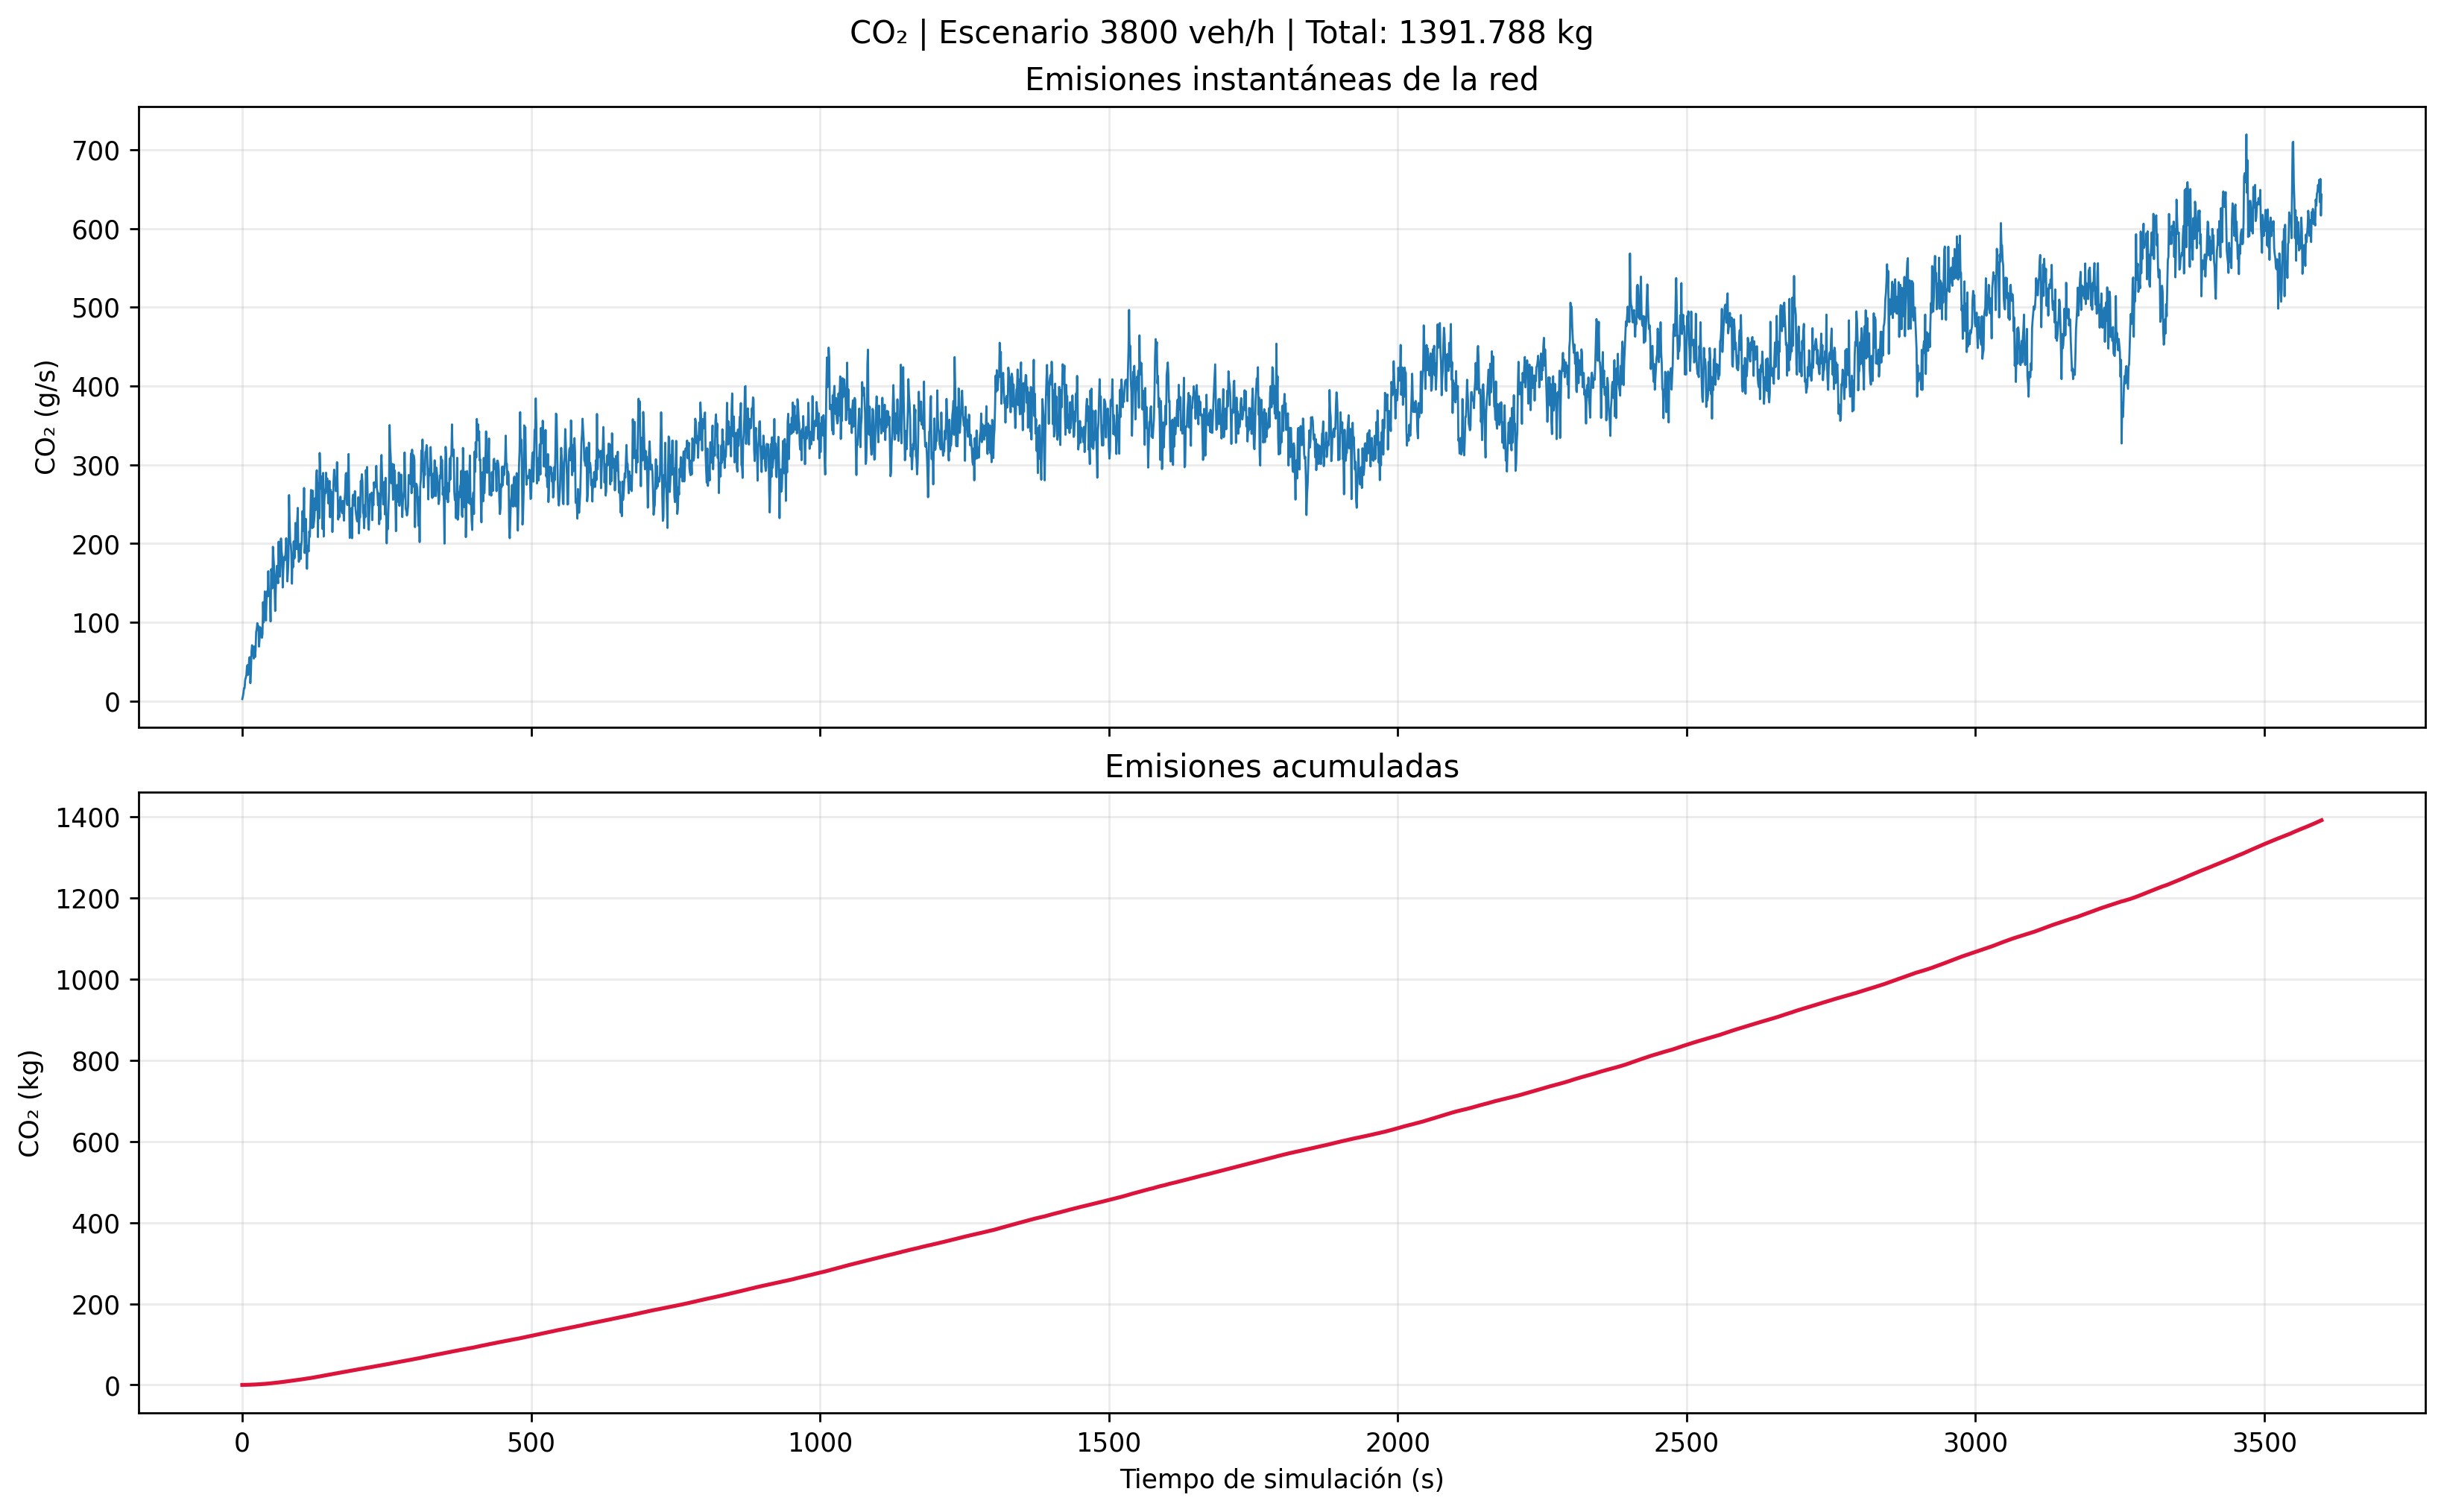 CO₂ | Escenario 3800 veh/h | Total: 1391.788 kg
Emisiones instantáneas de la red
CO₂ (g/s)
700
600
500
400
300
200
100
0
Emisiones acumuladas
CO₂ (kg)
1400
1200
1000
800
600
400
200
0
0 500 1000 1500 2000 2500 3000 3500
Tiempo de simulación (s)